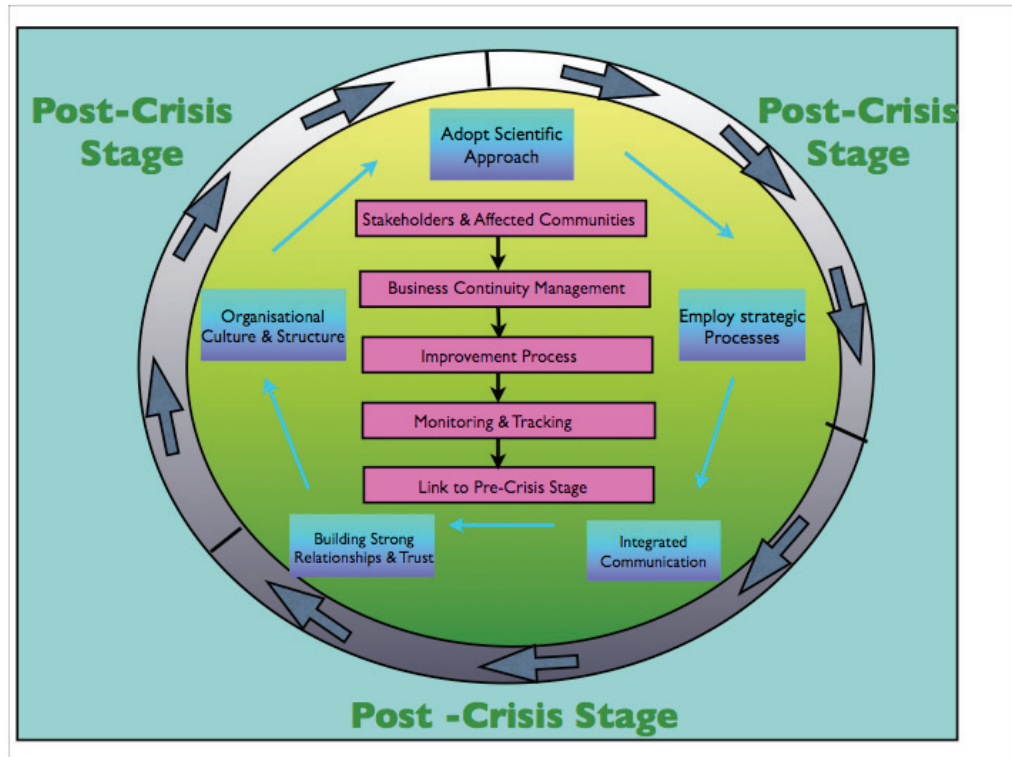 Post-Crisis
Stage
Post-Crisis
Stage
Adopt Scientific
Approach
Stakeholders & Affected Communities
Business Continuity Management
Organisational
Culture & Structure
Employ strategic
Processes
Improvement Process
Monitoring & Tracking
Link to Pre-Crisis Stage
Building Strong
Relationships & Trust
Integrated
Communication
Post -Crisis Stage